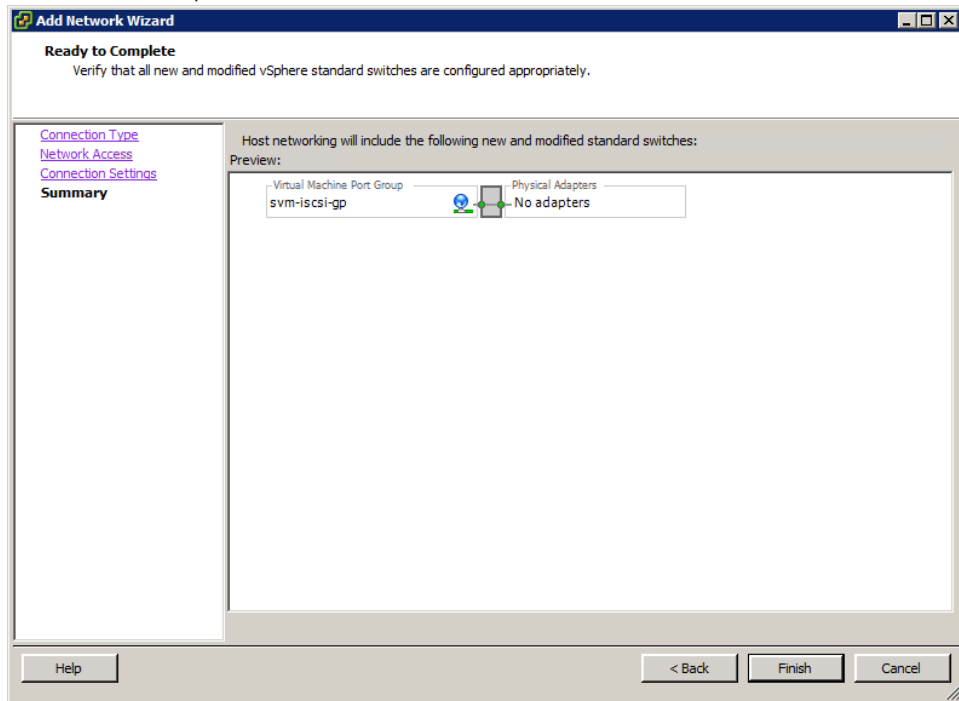 Add Network Wizard
Ready to Complete
Verify that all new and modified vSphere standard switches are configured appropriately.
Connection Type
Network Access
Connection Settings
Summary
Host networking will include the following new and modified standard switches:
Preview:
Virtual Machine Port Group
svm-iscsi-gp
Physical Adapters
No adapters
Help
< Back
Finish
Cancel